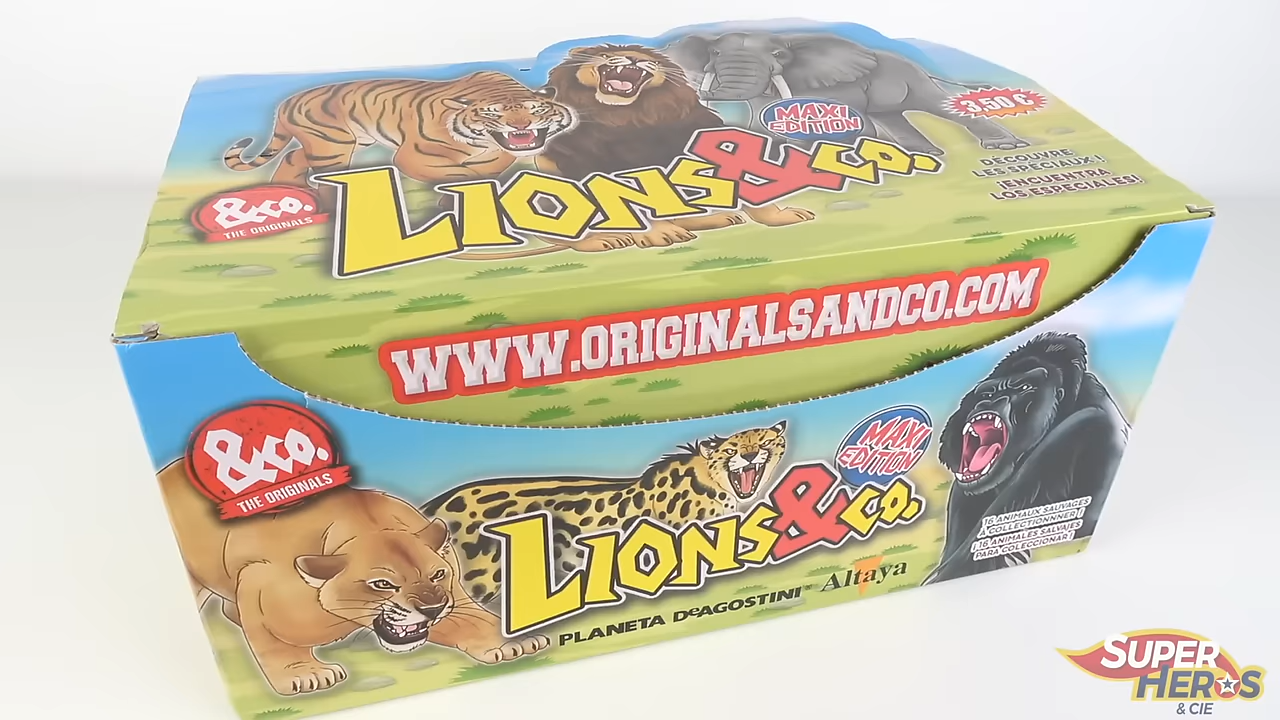 MAXI
EDITION
LIONS & CO.
3,50 €
DÉCOUVRE
LES SPÉCIAUX !
¡ENCUENTRA
LOS ESPECIALES!
&CO.
THE ORIGINALS
WWW.ORIGINALSANDCO.COM
&CO.
THE ORIGINALS
MAXI
EDITION
LIONS & CO.
PLANETA DeAGOSTINI
Altaya
16 ANIMAUX SAUVAGES
À COLLECTIONNNER !
¡16 ANIMALES SALVAJES
PARA COLECCIONAR!
SUPER
HEROS
& CIE